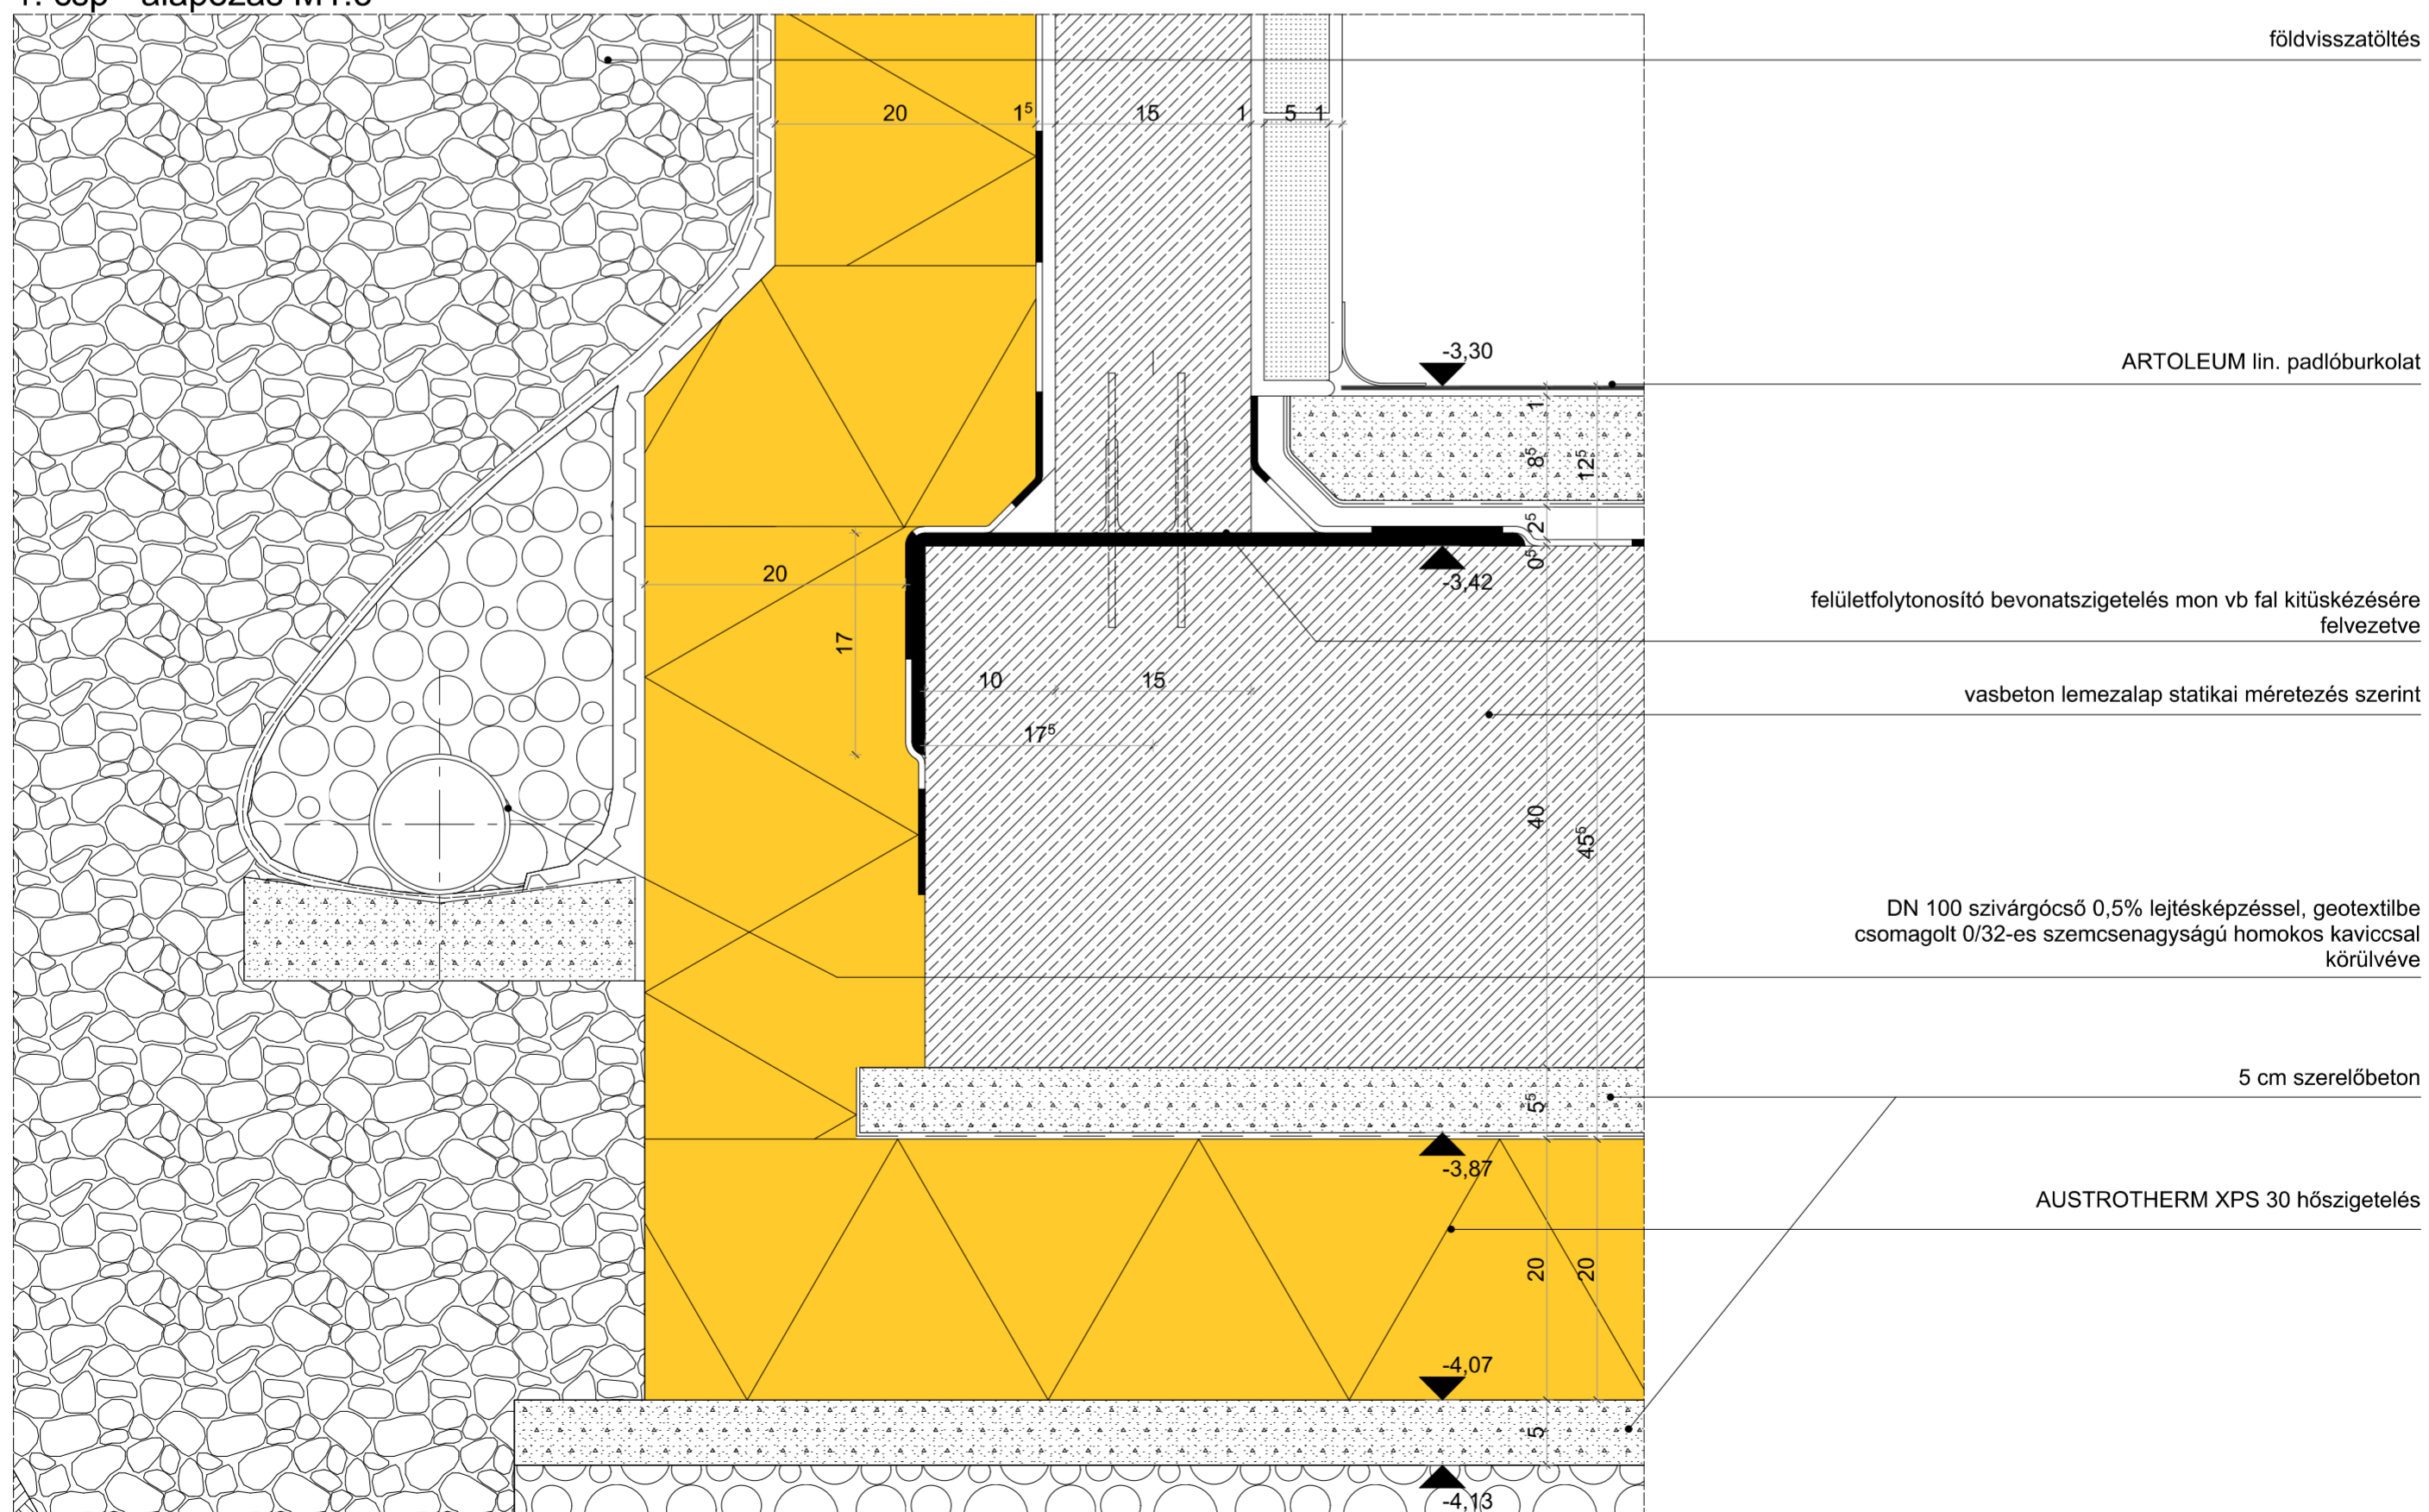 földvisszatöltés
20 1⁵ 15 1 5 1
-3,30
ARTOLEUM lin. padlóburkolat
1
8⁵
12⁵
2⁵
0⁵
-3,42
20
17
felületfolytonosító bevonatszigetelés mon vb fal kitüskézésére
felvezetve
10 15
17⁵
vasbeton lemezalap statikai méretezés szerint
40
45⁵
DN 100 szivárgócső 0,5% lejtésképzéssel, geotextilbe
csomagolt 0/32-es szemcsenagyságú homokos kaviccsal
körülvéve
5 cm szerelőbeton
5⁵
-3,87
AUSTROTHERM XPS 30 hőszigetelés
20 20
-4,07
5
-4,13